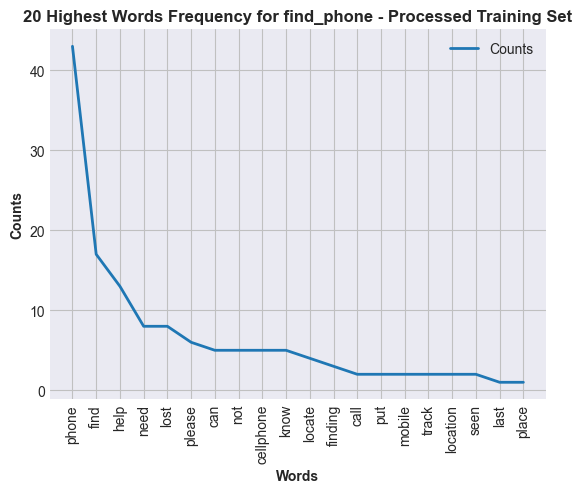 20 Highest Words Frequency for find_phone - Processed Training Set
Counts
40
30
20
10
0
Counts
phone
find
help
need
lost
please
can
not
cellphone
know
locate
finding
call
put
mobile
track
location
seen
last
place
Words